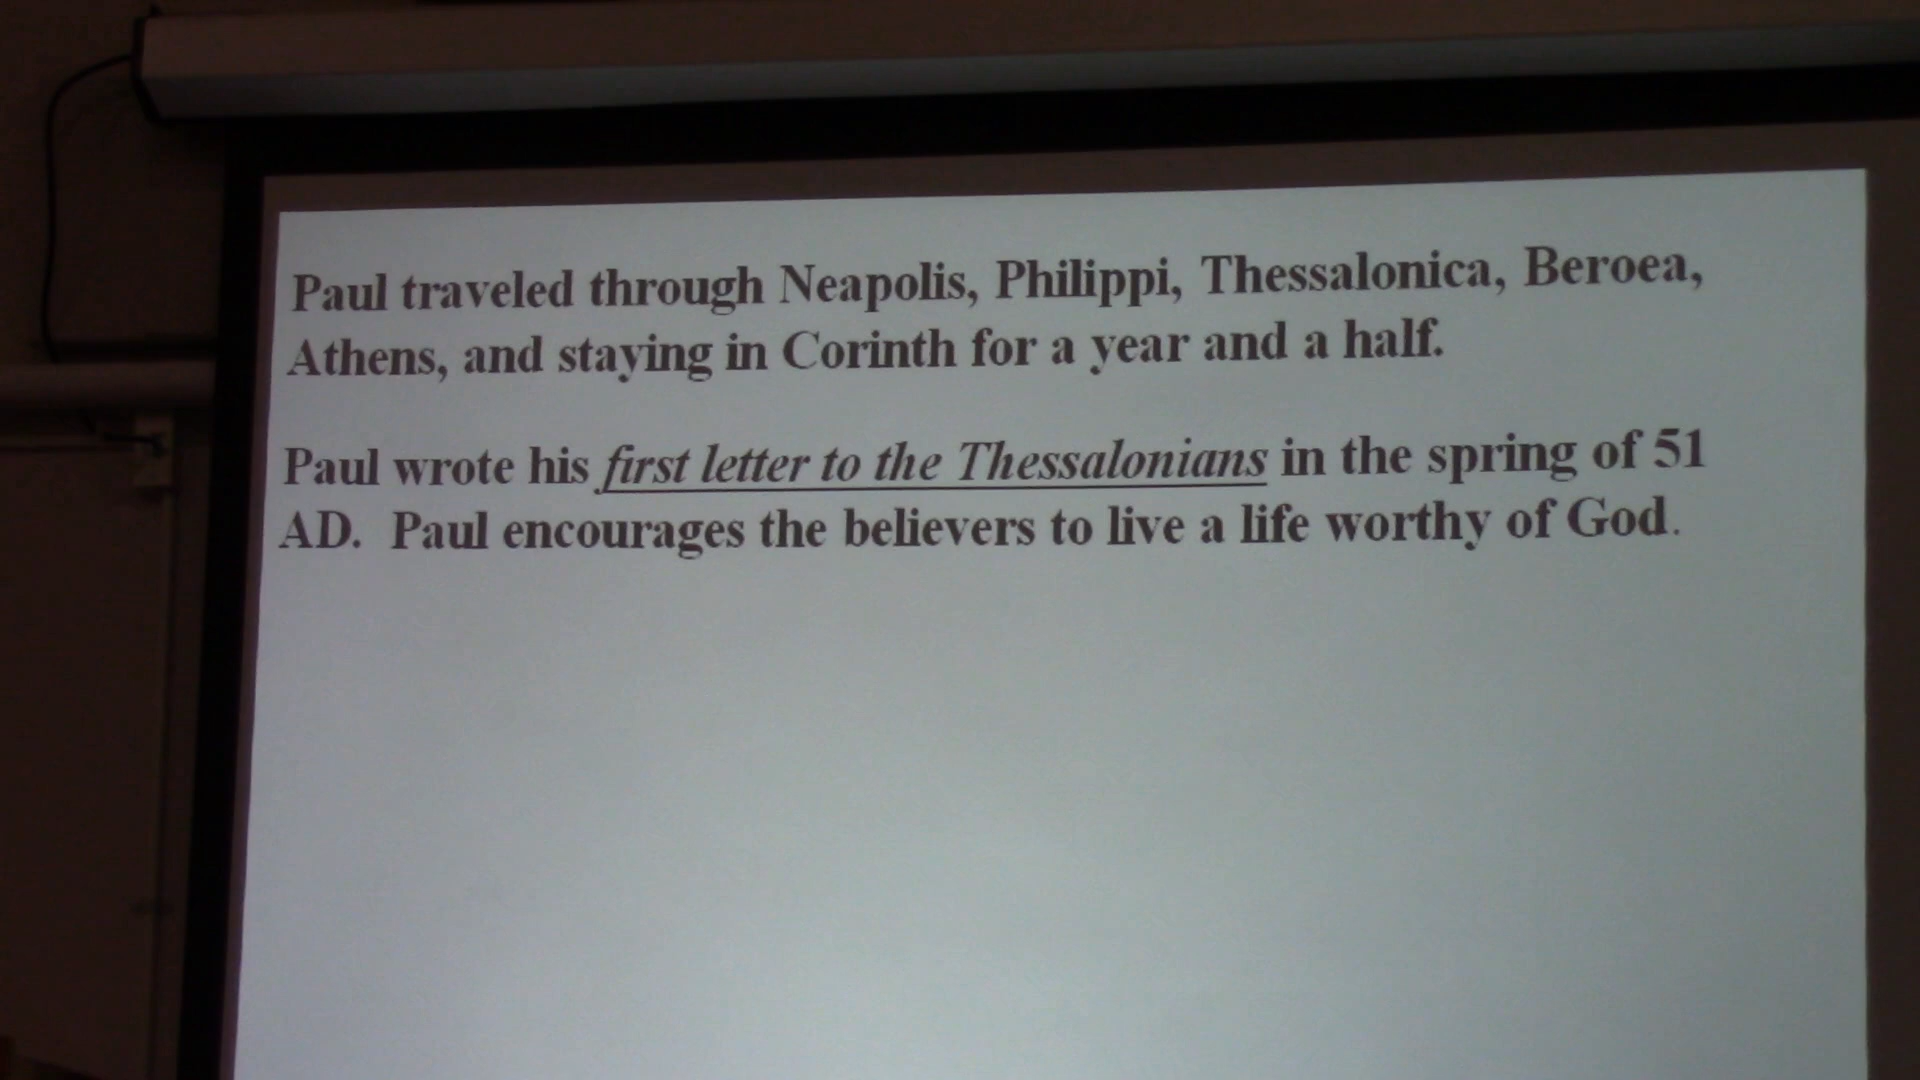 Paul traveled through Neapolis, Philippi, Thessalonica, Beroea,
Athens, and staying in Corinth for a year and a half.
Paul wrote his first letter to the Thessalonians in the spring of 51
AD. Paul encourages the believers to live a life worthy of God.